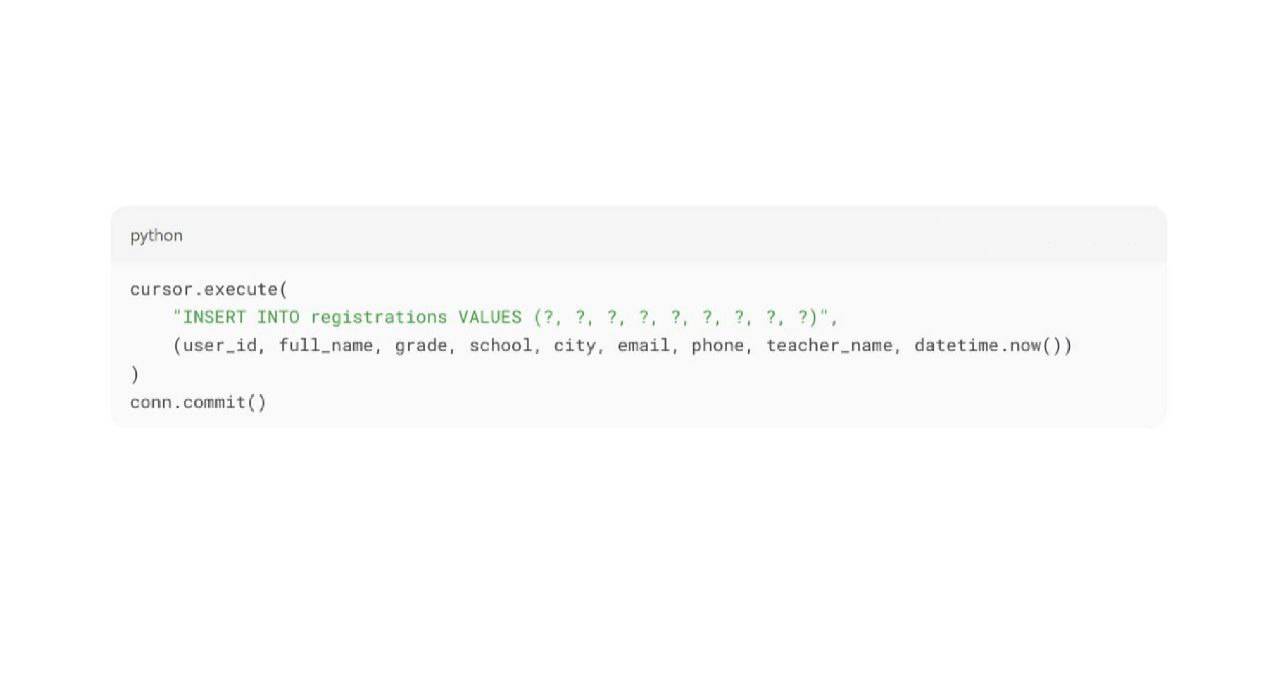 python
cursor.execute(
    "INSERT INTO registrations VALUES (?, ?, ?, ?, ?, ?, ?, ?, ?)",
    (user_id, full_name, grade, school, city, email, phone, teacher_name, datetime.now())
)
conn.commit()